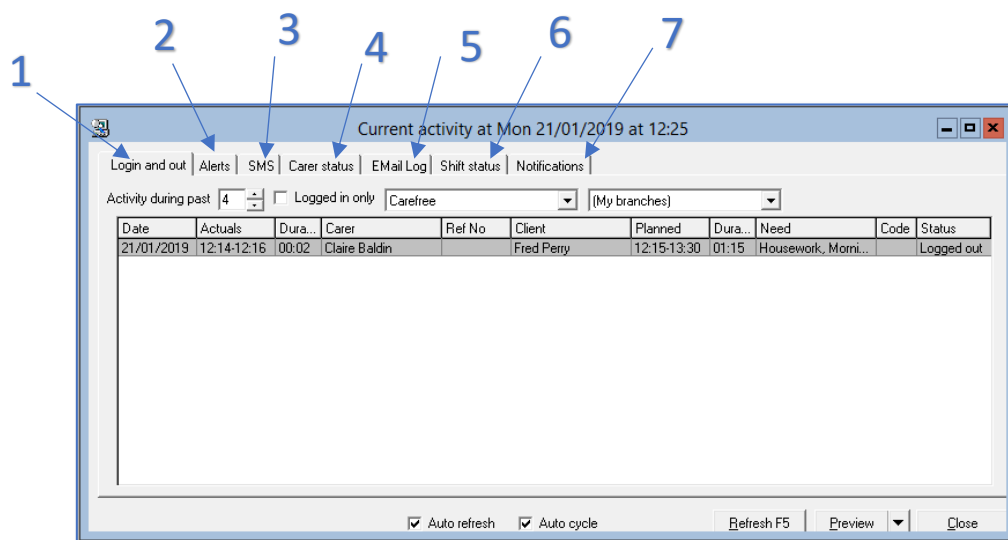 1 2 3 4 5 6 7
Current activity at Mon 21/01/2019 at 12:25
Login and out Alerts SMS Carer status EMail Log Shift status Notifications
Activity during past 4 Logged in only Carefree (My branches)
Date Actuals Dura... Carer Ref No Client Planned Dura... Need Code Status
21/01/2019 12:14-12:16 00:02 Claire Baldin Fred Perry 12:15-13:30 01:15 Housework, Morni... Logged out
Auto refresh Auto cycle Refresh F5 Preview Close